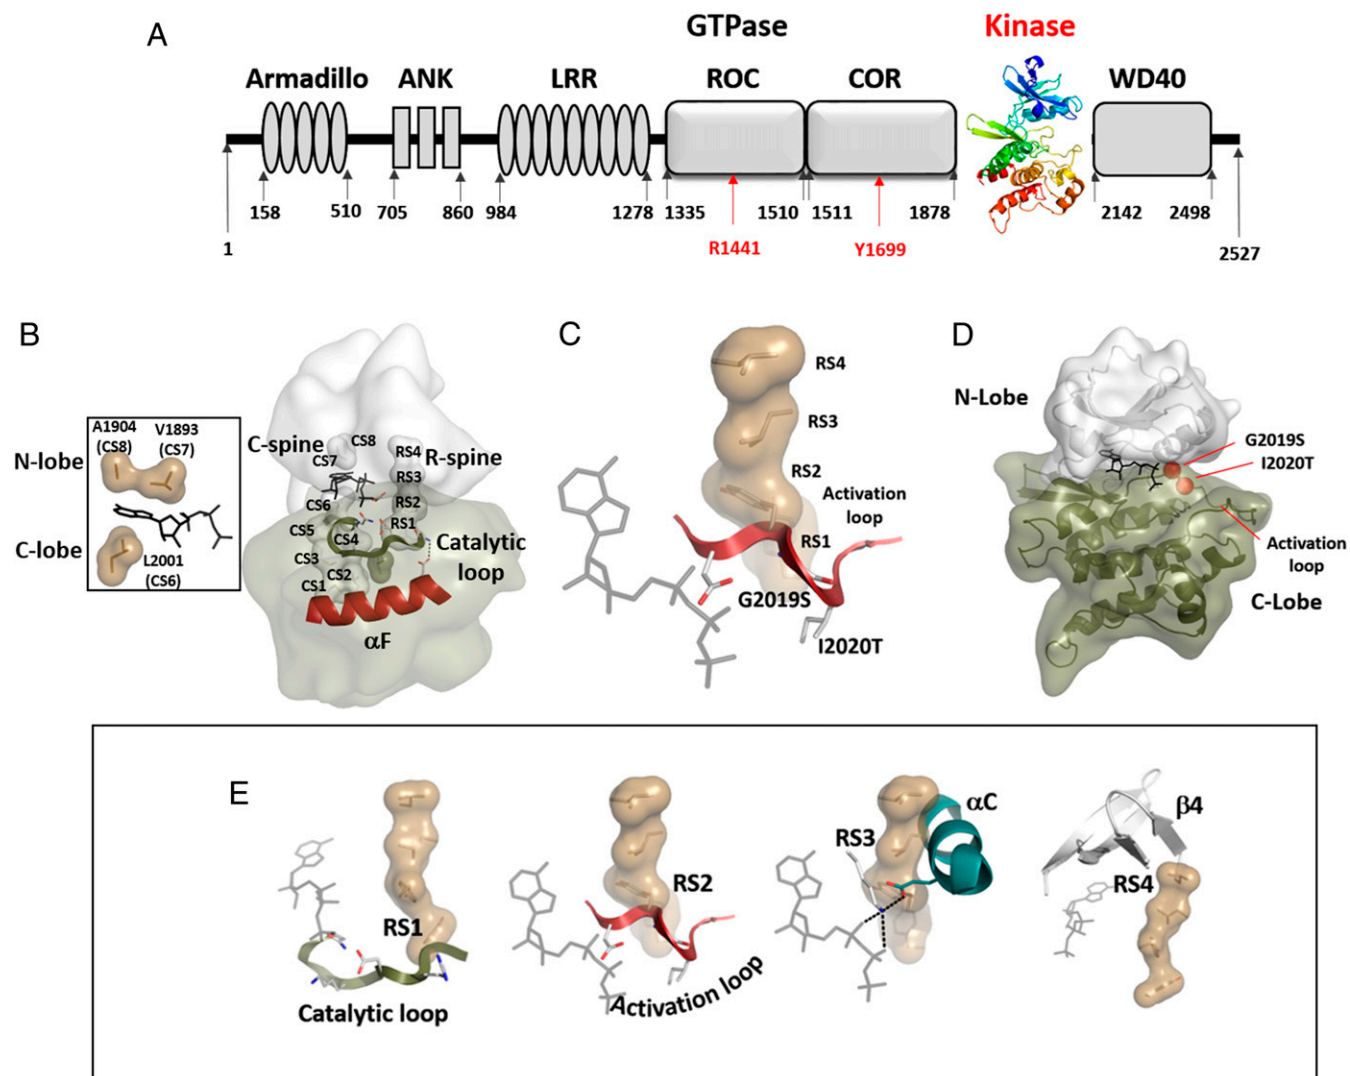 A
GTPase
Kinase
Armadillo
ANK
LRR
ROC
COR
WD40
158
510
705
860
984
1278
1335
1510
1511
1878
2142
2498
1
R1441
Y1699
2527
B
A1904
(CS8)
V1893
(CS7)
N-lobe
C-lobe
L2001
(CS6)
C-spine
CS8
CS7
RS4
R-spine
RS3
CS6
RS2
CS5
CS4
RS1
Catalytic
loop
CS3
CS2
CS1
αF
C
RS4
RS3
RS2
Activation
loop
RS1
G2019S
I2020T
D
N-Lobe
G2019S
I2020T
Activation
loop
C-Lobe
E
RS1
Catalytic loop
RS2
Activation loop
RS3
αC
β4
RS4